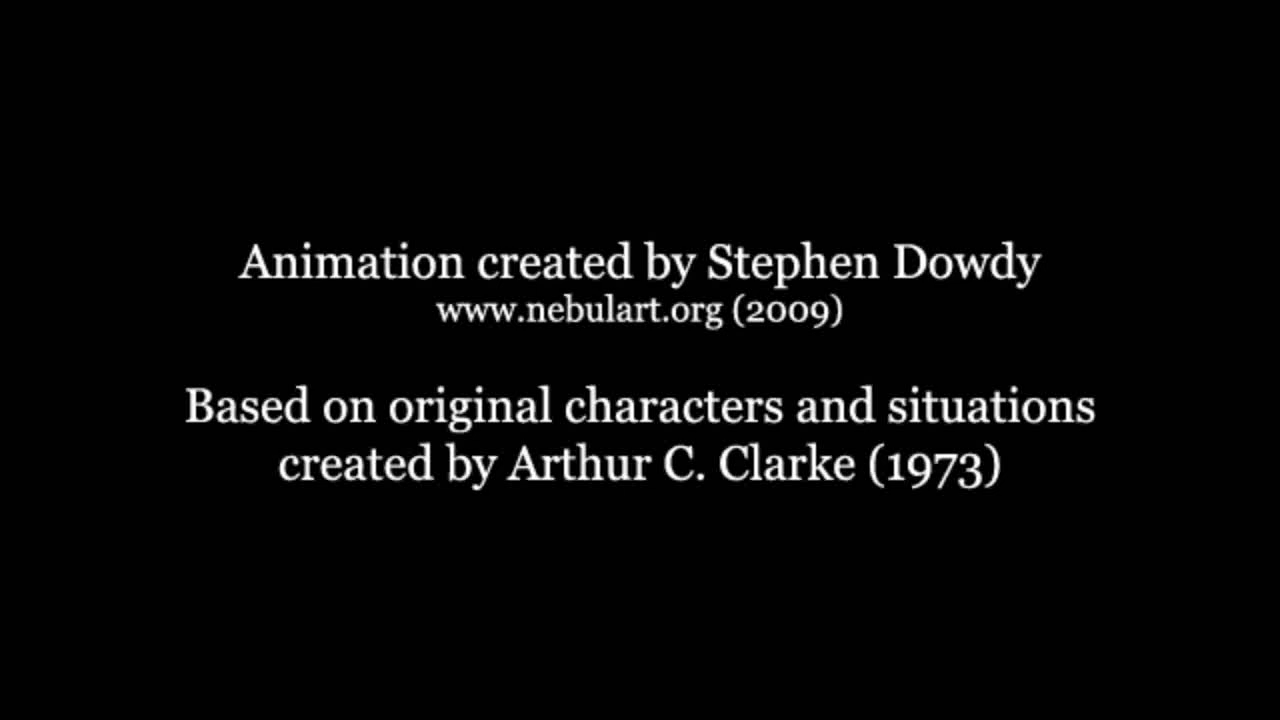 Animation created by Stephen Dowdy
www.nebulart.org (2009)
Based on original characters and situations
created by Arthur C. Clarke (1973)